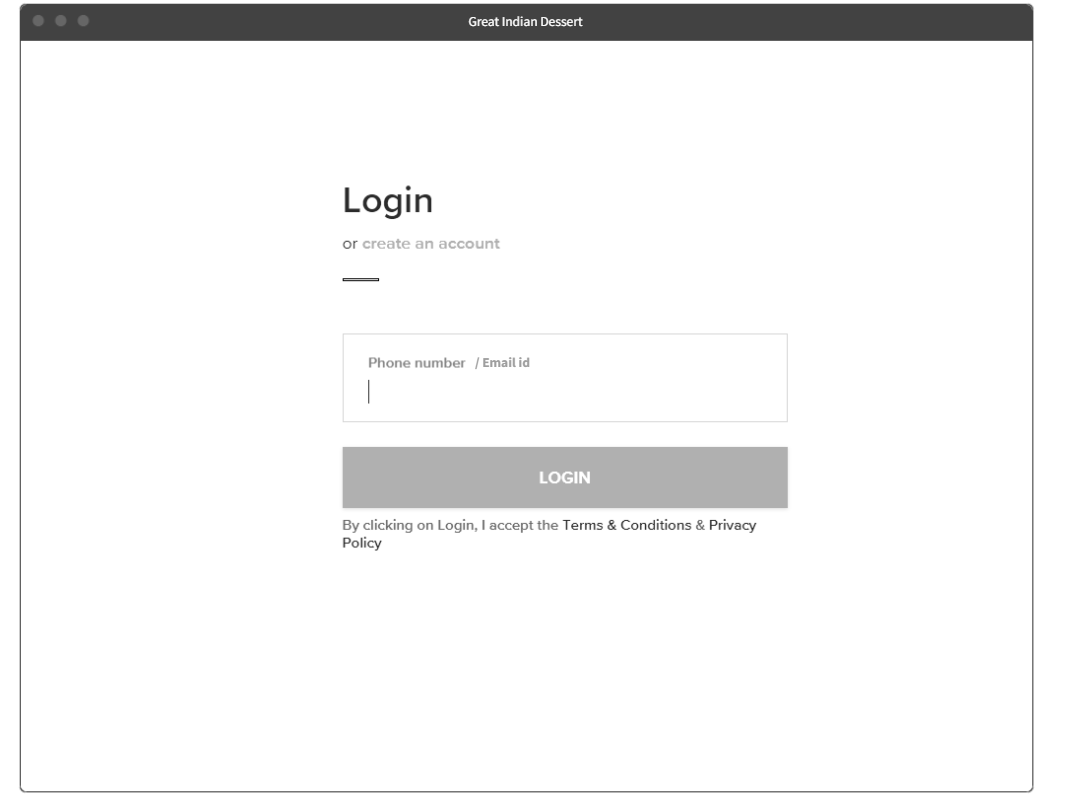 Great Indian Dessert
Login
or create an account
Phone number / Email id
LOGIN
By clicking on Login, I accept the Terms & Conditions & Privacy
Policy